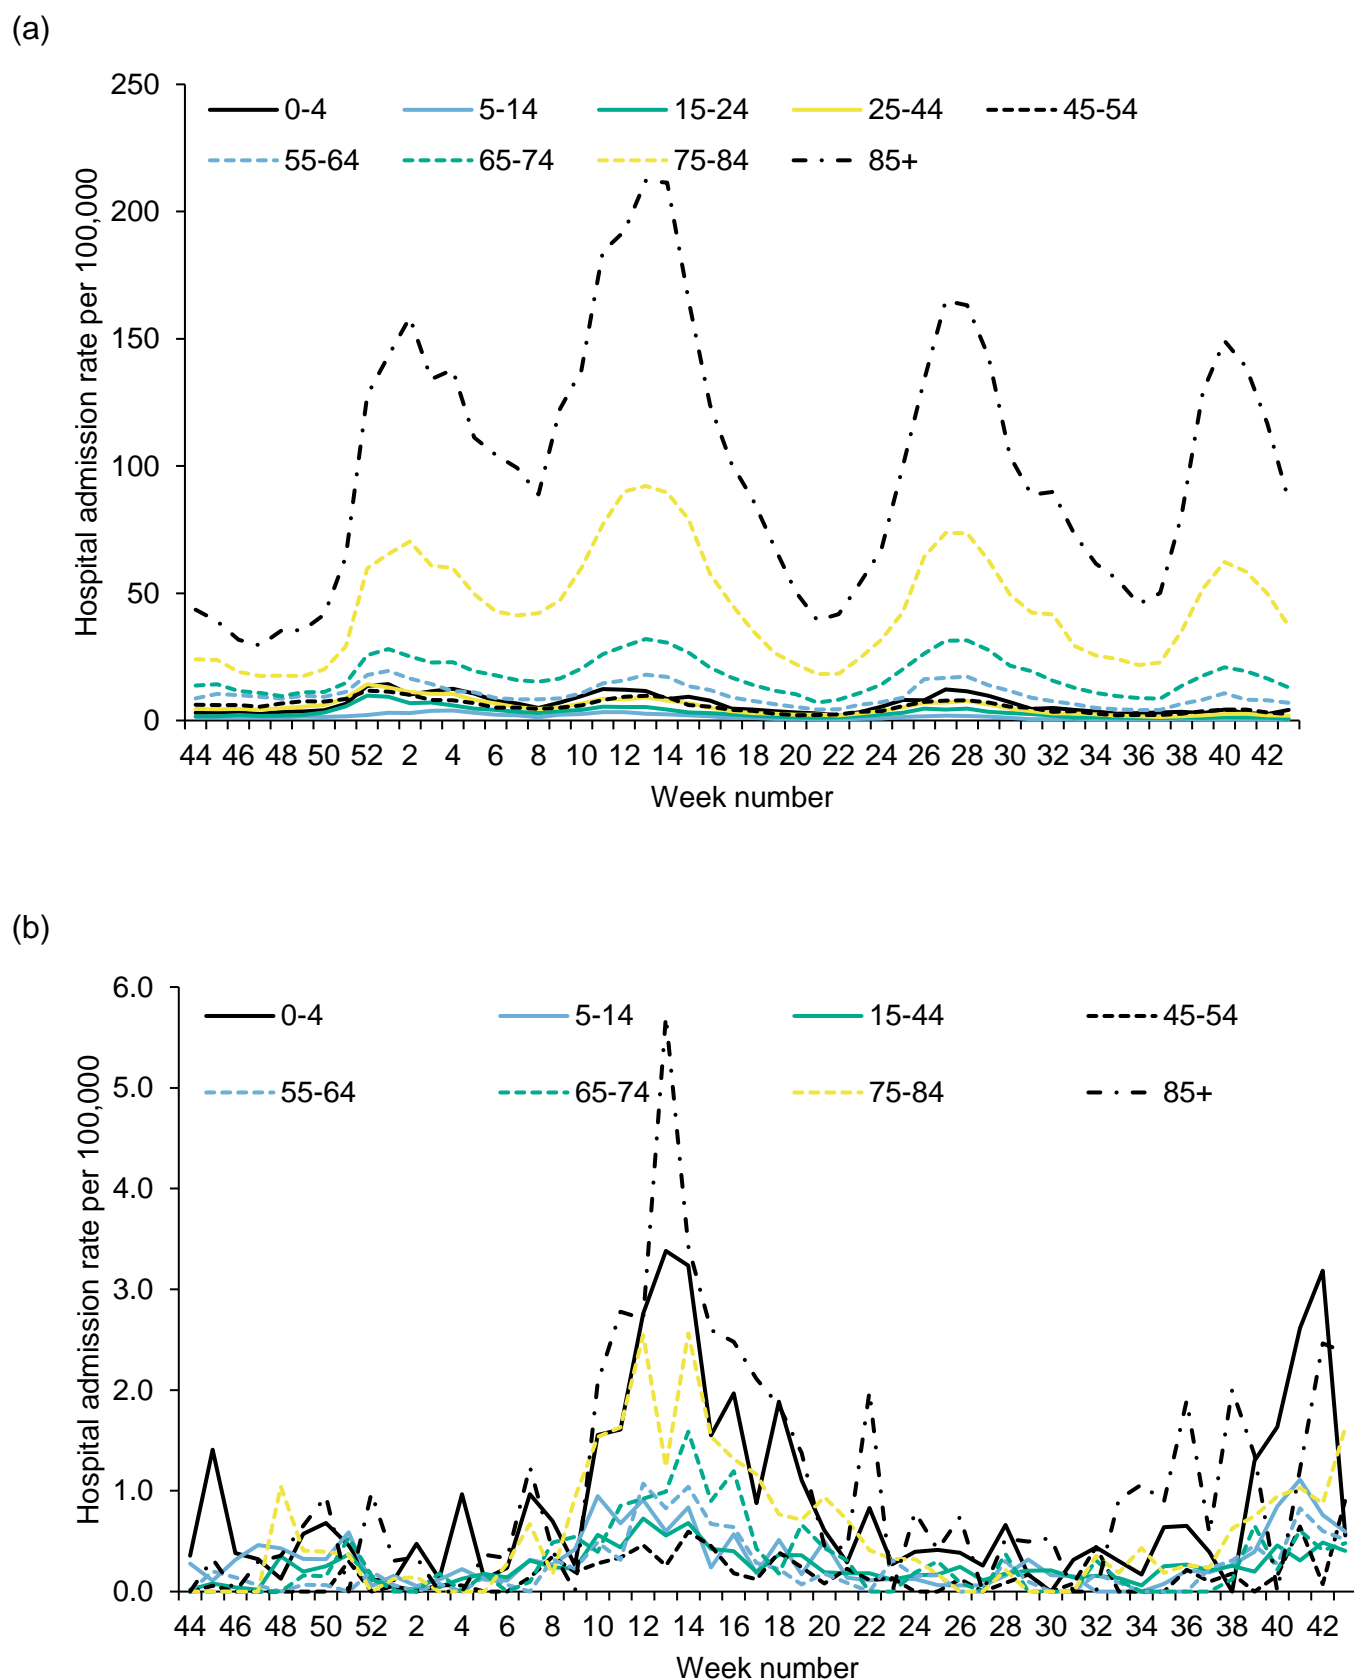 (a)
250
200
150
100
50
0
Hospital admission rate per 100,000
0-4 5-14 15-24 25-44 45-54
55-64 65-74 75-84 85+
44 46 48 50 52 2 4 6 8 10 12 14 16 18 20 22 24 26 28 30 32 34 36 38 40 42
Week number
(b)
6.0
5.0
4.0
3.0
2.0
1.0
0.0
Hospital admission rate per 100,000
0-4 5-14 15-44 45-54
55-64 65-74 75-84 85+
44 46 48 50 52 2 4 6 8 10 12 14 16 18 20 22 24 26 28 30 32 34 36 38 40 42
Week number